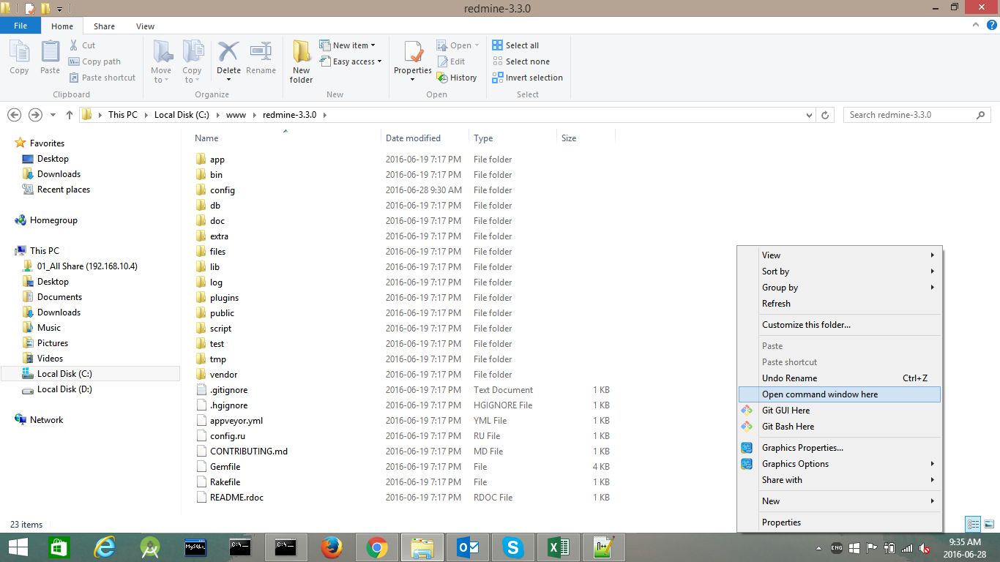 redmine-3.3.0
File Home Share View
Copy Paste Cut Copy path Paste shortcut
Clipboard
Move to Copy to Delete Rename
Organize
New folder New item Easy access
New
Properties Open Edit History
Open
Select all Select none Invert selection
Select
This PC Local Disk (C:) www redmine-3.3.0
Search redmine-3.3.0
Favorites
Desktop
Downloads
Recent places
Homegroup
This PC
01_All Share (192.168.10.4)
Desktop
Documents
Downloads
Music
Pictures
Videos
Local Disk (C:)
Local Disk (D:)
Network
Name Date modified Type Size
app 2016-06-19 7:17 PM File folder
bin 2016-06-19 7:17 PM File folder
config 2016-06-28 9:30 AM File folder
db 2016-06-19 7:17 PM File folder
doc 2016-06-19 7:17 PM File folder
extra 2016-06-19 7:17 PM File folder
files 2016-06-19 7:17 PM File folder
lib 2016-06-19 7:17 PM File folder
log 2016-06-19 7:17 PM File folder
plugins 2016-06-19 7:17 PM File folder
public 2016-06-19 7:17 PM File folder
script 2016-06-19 7:17 PM File folder
test 2016-06-19 7:17 PM File folder
tmp 2016-06-19 7:17 PM File folder
vendor 2016-06-19 7:17 PM File folder
.gitignore 2016-06-19 7:17 PM Text Document 1 KB
.hgignore 2016-06-19 7:17 PM HGIGNORE File 1 KB
appveyor.yml 2016-06-19 7:17 PM YML File 1 KB
config.ru 2016-06-19 7:17 PM RU File 1 KB
CONTRIBUTING.md 2016-06-19 7:17 PM MD File 1 KB
Gemfile 2016-06-19 7:17 PM File 4 KB
Rakefile 2016-06-19 7:17 PM File 1 KB
README.rdoc 2016-06-19 7:17 PM RDOC File 1 KB
View
Sort by
Group by
Refresh
Customize this folder...
Paste
Paste shortcut
Undo Rename Ctrl+Z
Open command window here
Git GUI Here
Git Bash Here
Graphics Properties...
Graphics Options
Share with
New
Properties
23 items
MySQL
C:\
C:\
ENG
9:35 AM
2016-06-28